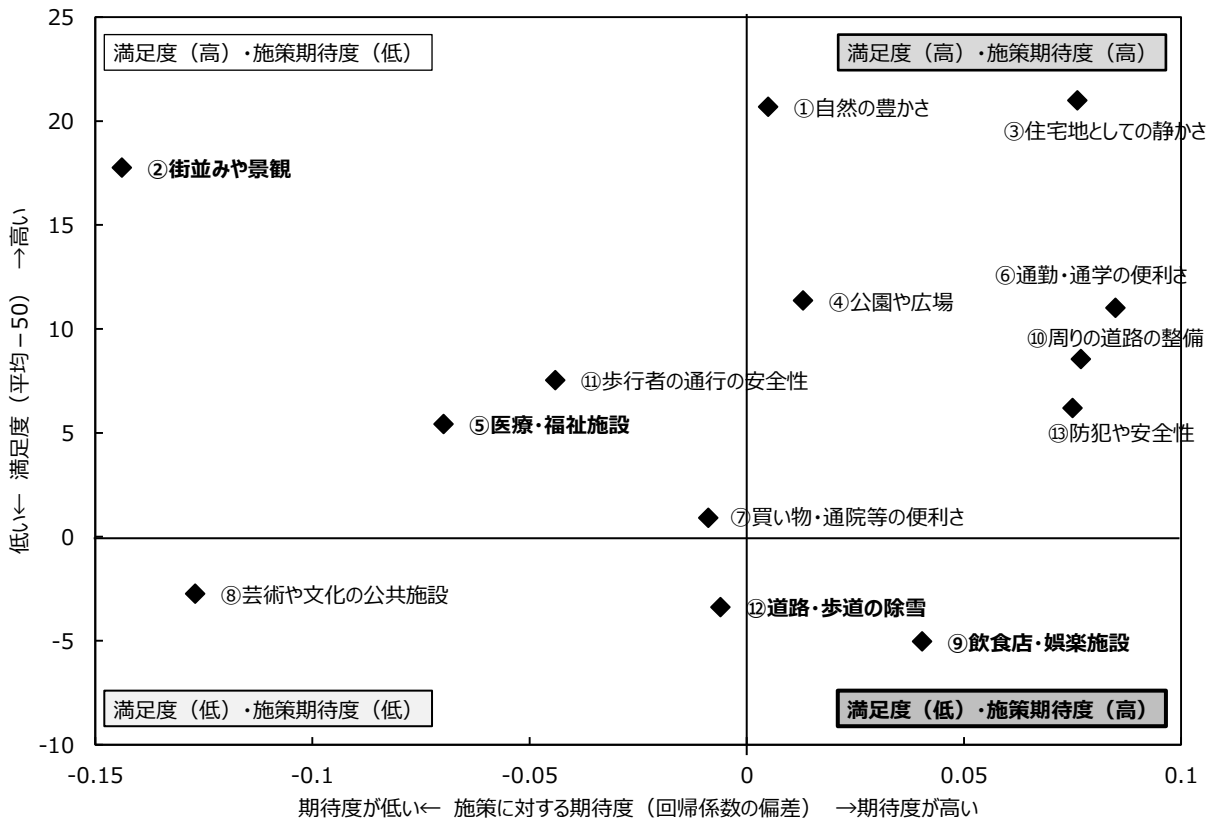 25
満足度（高）・施策期待度（低）
満足度（高）・施策期待度（高）
20
①自然の豊かさ
③住宅地としての静かさ
②街並みや景観
15
⑥通勤・通学の便利さ
10
④公園や広場
⑩周りの道路の整備
⑪歩行者の通行の安全性
5
⑤医療・福祉施設
⑬防犯や安全性
⑦買い物・通院等の便利さ
0
⑧芸術や文化の公共施設
⑫道路・歩道の除雪
-5
⑨飲食店・娯楽施設
満足度（低）・施策期待度（低）
満足度（低）・施策期待度（高）
-10
-0.15
-0.1
-0.05
0
0.05
0.1
低い← 満足度（平均－50） →高い
期待度が低い← 施策に対する期待度（回帰係数の偏差） →期待度が高い